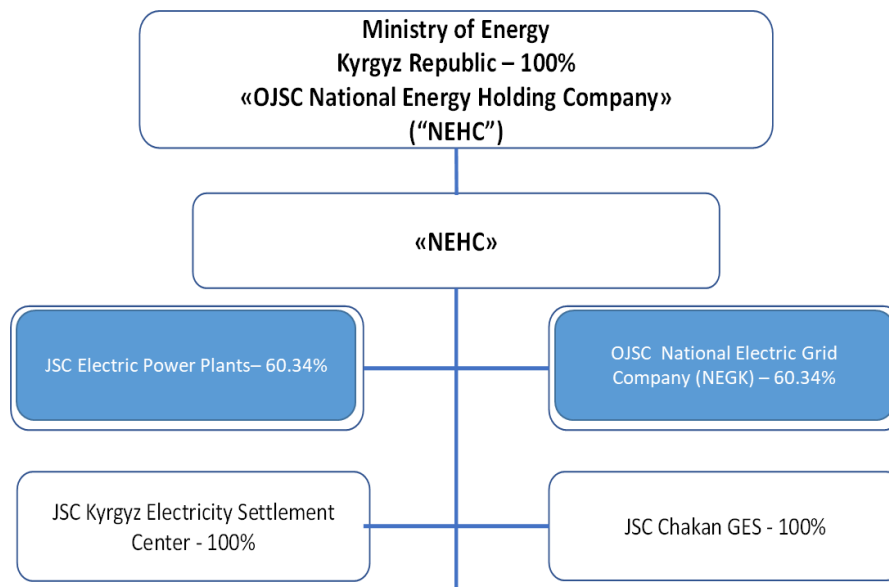 Ministry of Energy
Kyrgyz Republic – 100%
«OJSC National Energy Holding Company»
(“NEHC”)
«NEHC»
JSC Electric Power Plants– 60.34%
OJSC National Electric Grid
Company (NEGK) – 60.34%
JSC Kyrgyz Electricity Settlement
Center - 100%
JSC Chakan GES - 100%